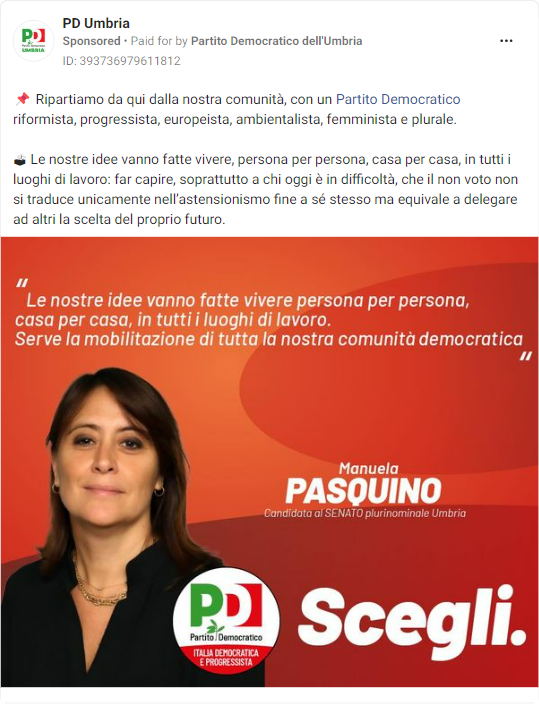 PD Umbria
Sponsored • Paid for by Partito Democratico dell'Umbria
ID: 393736979611812
📌 Ripartiamo da qui dalla nostra comunità, con un Partito Democratico
riformista, progressista, europeista, ambientalista, femminista e plurale.
🗳 Le nostre idee vanno fatte vivere, persona per persona, casa per casa, in tutti i
luoghi di lavoro: far capire, soprattutto a chi oggi è in difficoltà, che il non voto non
si traduce unicamente nell'astensionismo fine a sé stesso ma equivale a delegare
ad altri la scelta del proprio futuro.
“
Le nostre idee vanno fatte vivere persona per persona,
casa per casa, in tutti i luoghi di lavoro.
Serve la mobilitazione di tutta la nostra comunità democratica
“
Manuela
PASQUINO
Candidata al SENATO plurinominale Umbria
PD
Partito Democratico
ITALIA DEMOCRATICA
E PROGRESSISTA
Scegli.